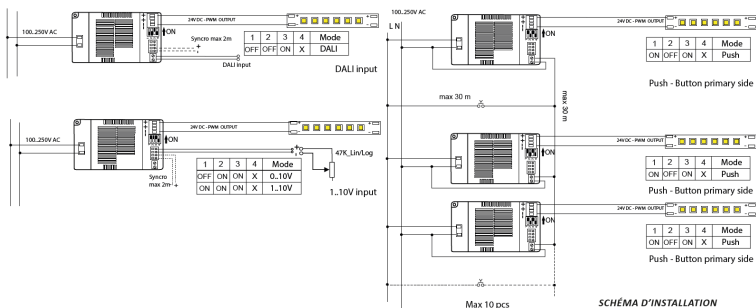 100..250V AC
24V DC - PWM OUTPUT
ON
Syncro max 2m
+
-
DALI input
1 2 3 4 Mode
OFF OFF ON X DALI
DALI input
100..250V AC
24V DC - PWM OUTPUT
ON
Syncro
max 2m
+
-
47K_Lin/Log
1 2 3 4 Mode
OFF ON ON X 0..10V
ON ON ON X 1..10V
1..10V input
100...250V AC
L N
24V DC - PWM OUTPUT
ON
1 2 3 4 Mode
ON OFF ON X Push
Push - Button primary side
max 30 m
max 30 m
24V DC - PWM OUTPUT
ON
1 2 3 4 Mode
ON OFF ON X Push
Push - Button primary side
24V DC - PWM OUTPUT
ON
1 2 3 4 Mode
ON OFF ON X Push
Push - Button primary side
Max 10 pcs
SCHÉMA D'INSTALLATION